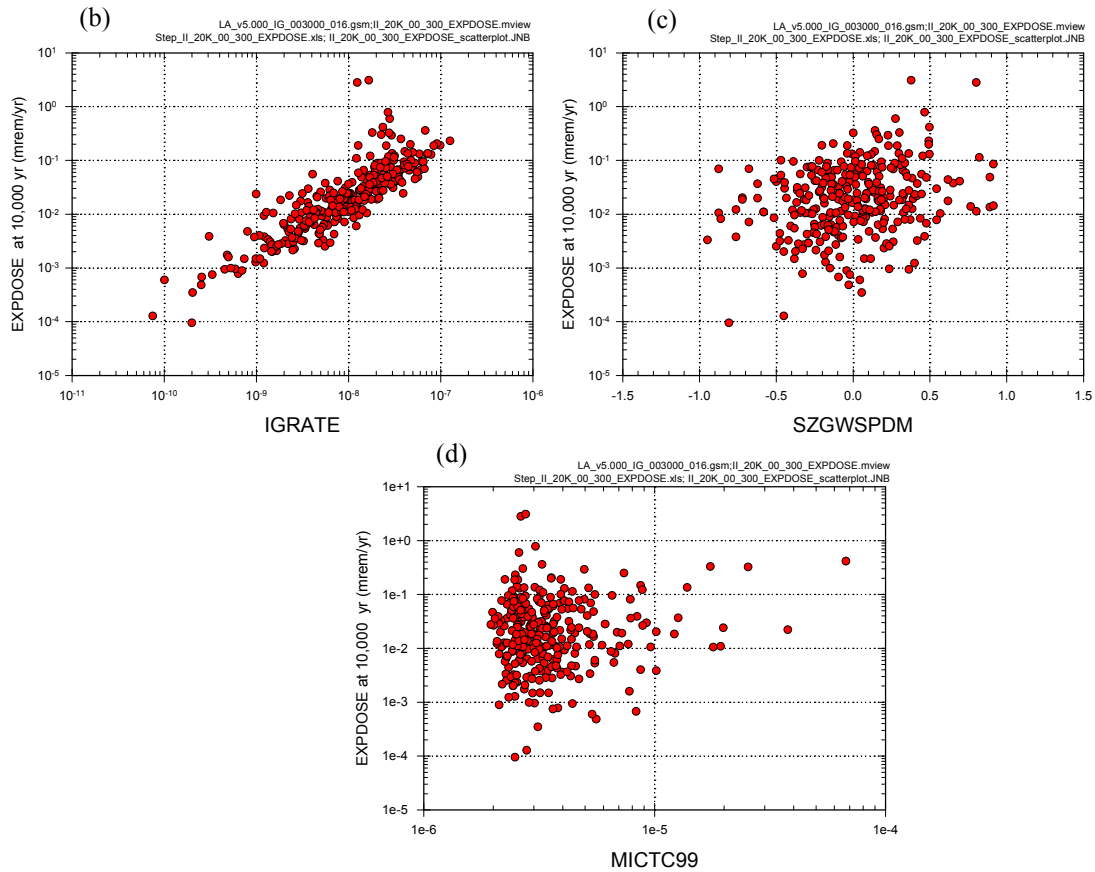 (b)
LA_v5.000_IG_003000_016.gsm;II_20K_00_300_EXPDOSE.mview
Step_II_20K_00_300_EXPDOSE.xls; II_20K_00_300_EXPDOSE_scatterplot.JNB
EXPDOSE at 10,000 yr (mrem/yr)
10^1
10^0
10^-1
10^-2
10^-3
10^-4
10^-5
10^-11
10^-10
10^-9
10^-8
10^-7
10^-6
IGRATE
(c)
LA_v5.000_IG_003000_016.gsm;II_20K_00_300_EXPDOSE.mview
Step_II_20K_00_300_EXPDOSE.xls; II_20K_00_300_EXPDOSE_scatterplot.JNB
EXPDOSE at 10,000 yr (mrem/yr)
10^1
10^0
10^-1
10^-2
10^-3
10^-4
10^-5
-1.5
-1.0
-0.5
0.0
0.5
1.0
1.5
SZGWSPDM
(d)
LA_v5.000_IG_003000_016.gsm;II_20K_00_300_EXPDOSE.mview
Step_II_20K_00_300_EXPDOSE.xls; II_20K_00_300_EXPDOSE_scatterplot.JNB
EXPDOSE at 10,000 yr (mrem/yr)
1e+1
1e+0
1e-1
1e-2
1e-3
1e-4
1e-5
1e-6
1e-5
1e-4
MICTC99